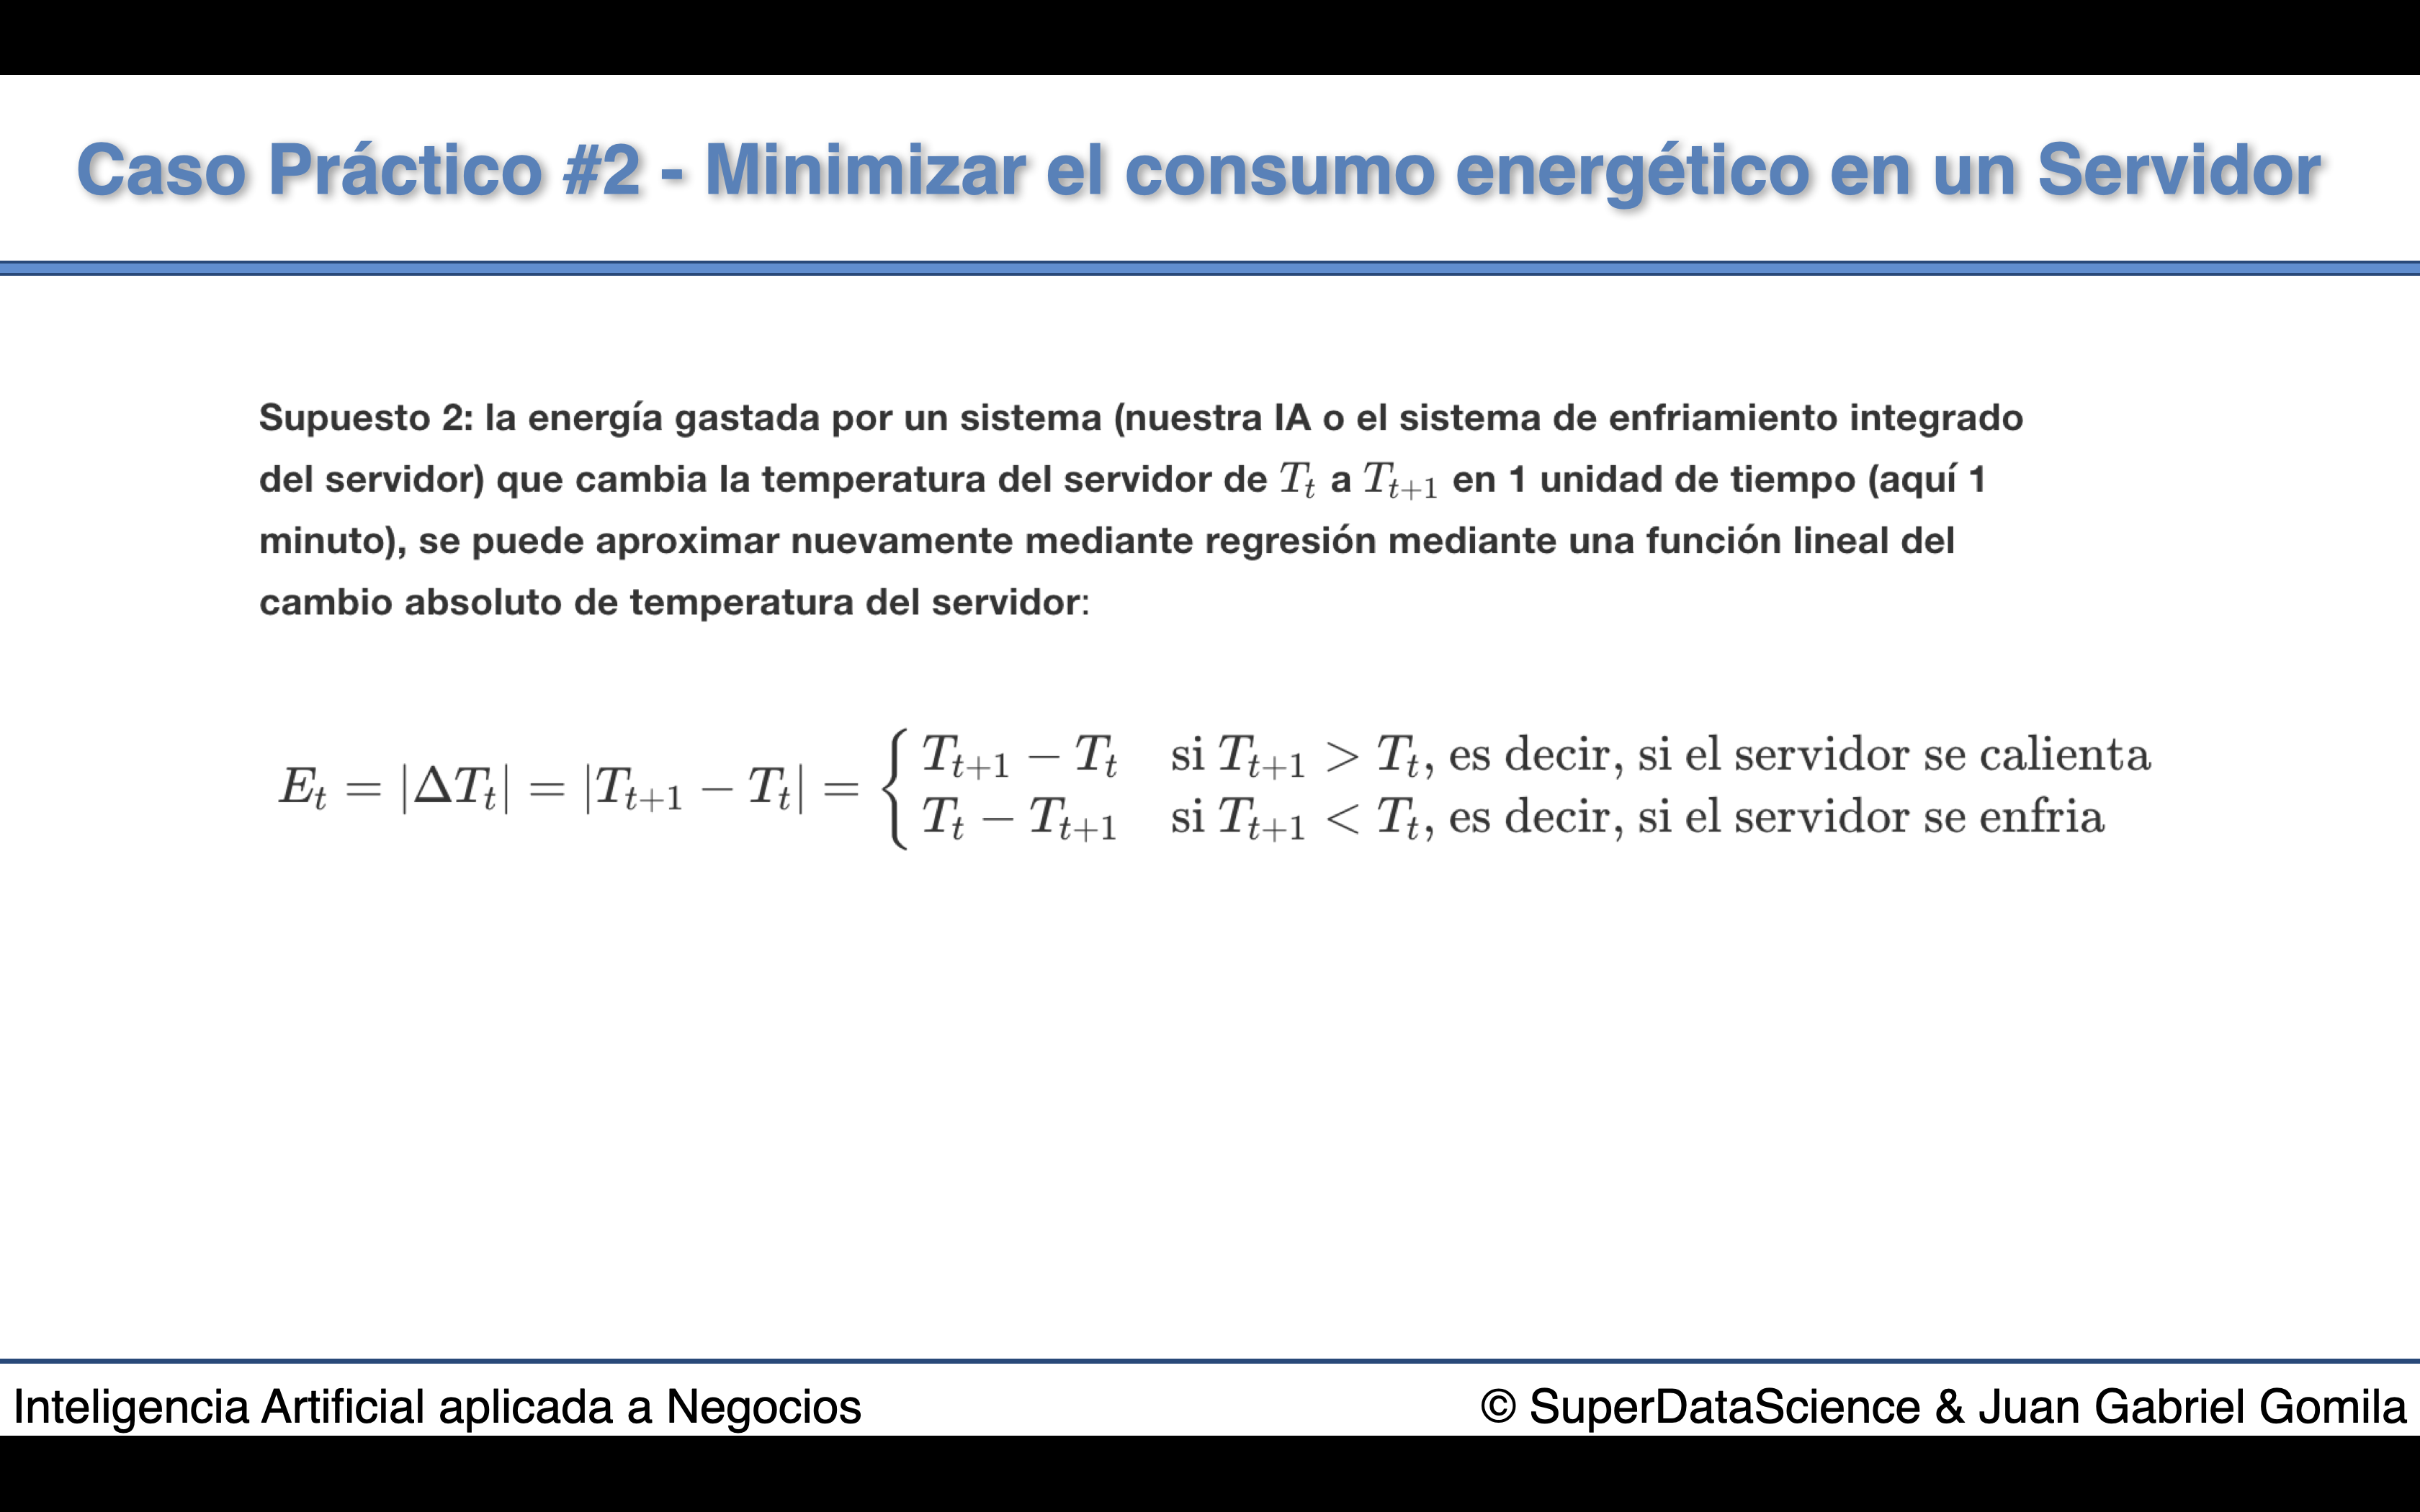 Caso Práctico #2 - Minimizar el consumo energético en un Servidor
Supuesto 2: la energía gastada por un sistema (nuestra IA o el sistema de enfriamiento integrado
del servidor) que cambia la temperatura del servidor de $T_t$ a $T_{t+1}$ en 1 unidad de tiempo (aquí 1
minuto), se puede aproximar nuevamente mediante regresión mediante una función lineal del
cambio absoluto de temperatura del servidor:
$E_t = |\Delta T_t| = |T_{t+1} - T_t| = \begin{cases} T_{t+1} - T_t & \text{si } T_{t+1} > T_t\text{, es decir, si el servidor se calienta} \\ T_t - T_{t+1} & \text{si } T_{t+1} < T_t\text{, es decir, si el servidor se enfria} \end{cases}$
Inteligencia Artificial aplicada a Negocios
© SuperDataScience & Juan Gabriel Gomila